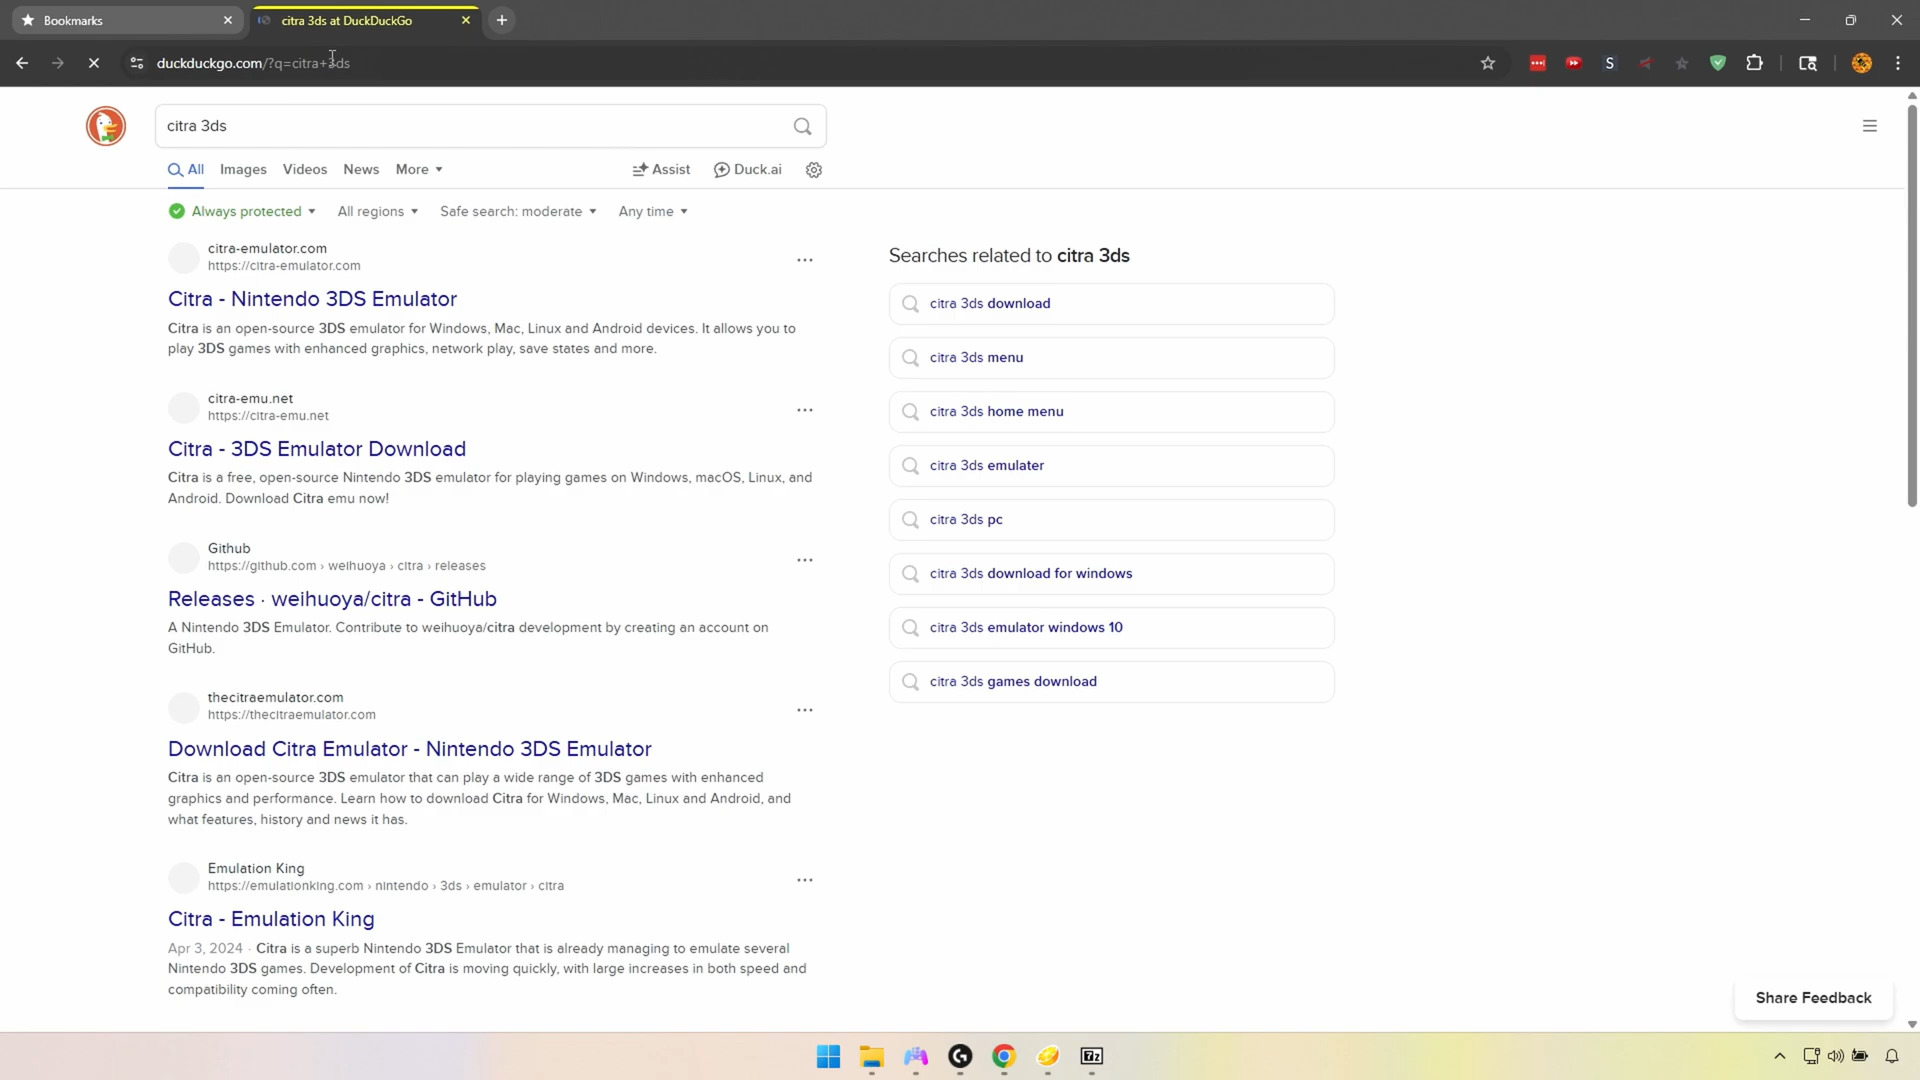 Bookmarks
citra 3ds at DuckDuckGo
duckduckgo.com/?q=citra+3ds
S
citra 3ds
All Images Videos News More Assist Duck.ai
Always protected All regions Safe search: moderate Any time
citra-emulator.com
https://citra-emulator.com
Citra - Nintendo 3DS Emulator
Citra is an open-source 3DS emulator for Windows, Mac, Linux and Android devices. It allows you to
play 3DS games with enhanced graphics, network play, save states and more.
citra-emu.net
https://citra-emu.net
Citra - 3DS Emulator Download
Citra is a free, open-source Nintendo 3DS emulator for playing games on Windows, macOS, Linux, and
Android. Download Citra emu now!
Github
https://github.com › weihuoya › citra › releases
Releases · weihuoya/citra - GitHub
A Nintendo 3DS Emulator. Contribute to weihuoya/citra development by creating an account on
GitHub.
thecitraemulator.com
https://thecitraemulator.com
Download Citra Emulator - Nintendo 3DS Emulator
Citra is an open-source 3DS emulator that can play a wide range of 3DS games with enhanced
graphics and performance. Learn how to download Citra for Windows, Mac, Linux and Android, and
what features, history and news it has.
Emulation King
https://emulationking.com › nintendo › 3ds › emulator › citra
Citra - Emulation King
Apr 3, 2024 · Citra is a superb Nintendo 3DS Emulator that is already managing to emulate several
Nintendo 3DS games. Development of Citra is moving quickly, with large increases in both speed and
compatibility coming often.
Searches related to citra 3ds
citra 3ds download
citra 3ds menu
citra 3ds home menu
citra 3ds emulater
citra 3ds pc
citra 3ds download for windows
citra 3ds emulator windows 10
citra 3ds games download
Share Feedback
7z